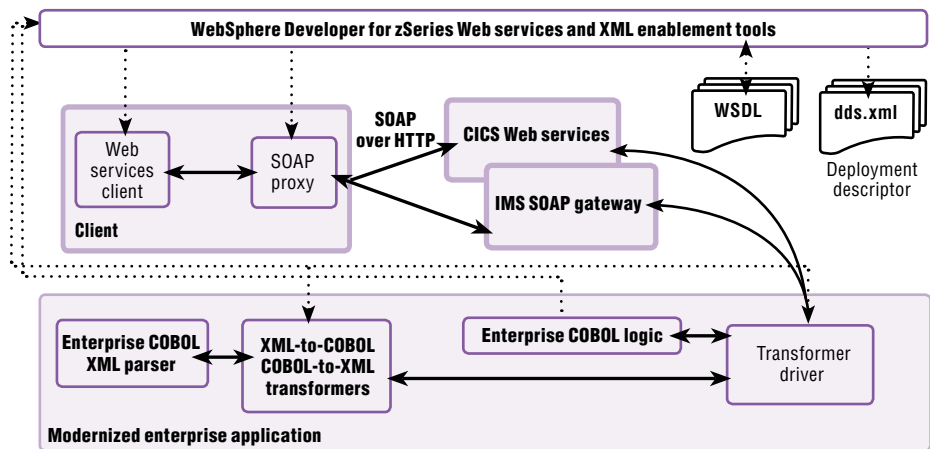 WebSphere Developer for zSeries Web services and XML enablement tools
WSDL
dds.xml
Deployment
descriptor
SOAP
over HTTP
CICS Web services
IMS SOAP gateway
Web
services
client
SOAP
proxy
Client
Enterprise COBOL
XML parser
XML-to-COBOL
COBOL-to-XML
transformers
Enterprise COBOL logic
Transformer
driver
Modernized enterprise application